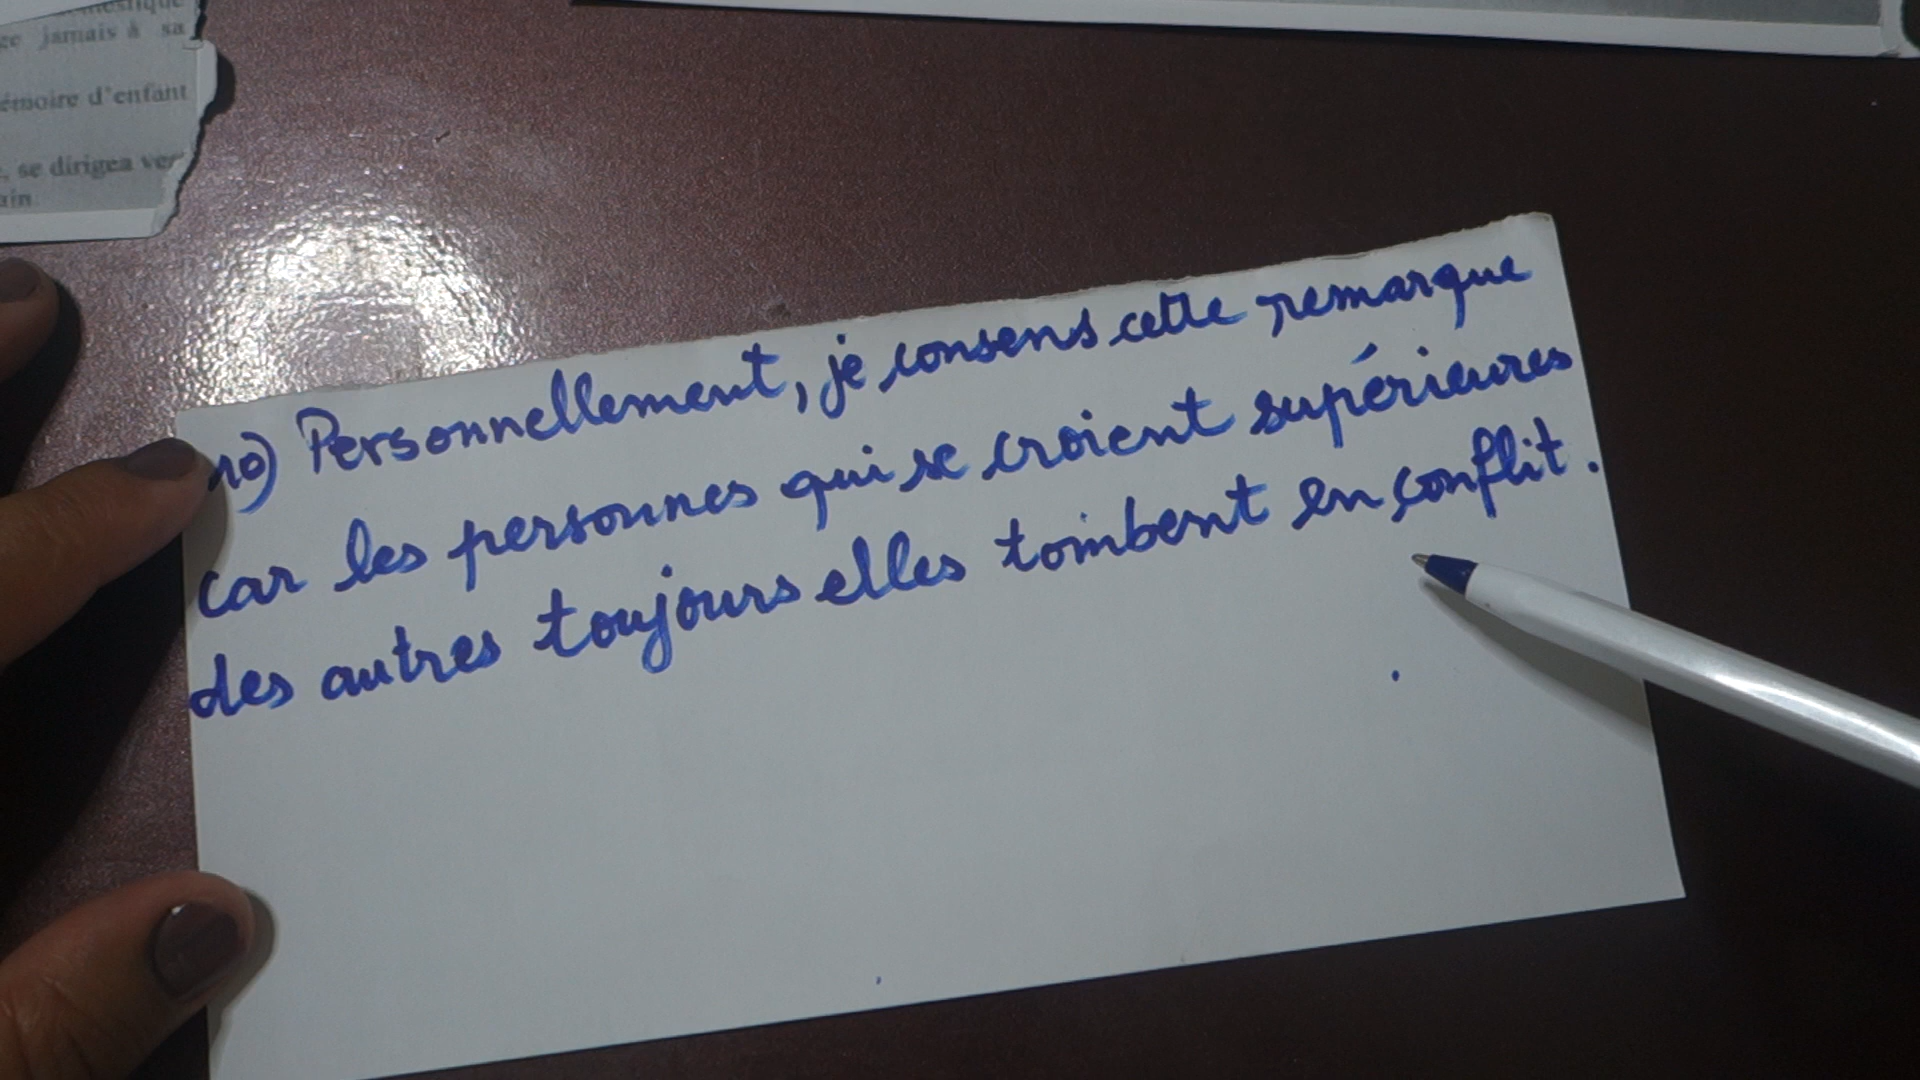 jamais à sa
émoire d'enfant
, se dirigea ver
ain
10) Personnellement, je consens cette remarque
car les personnes qui se croient supérieures
des autres toujours elles tombent en conflit.